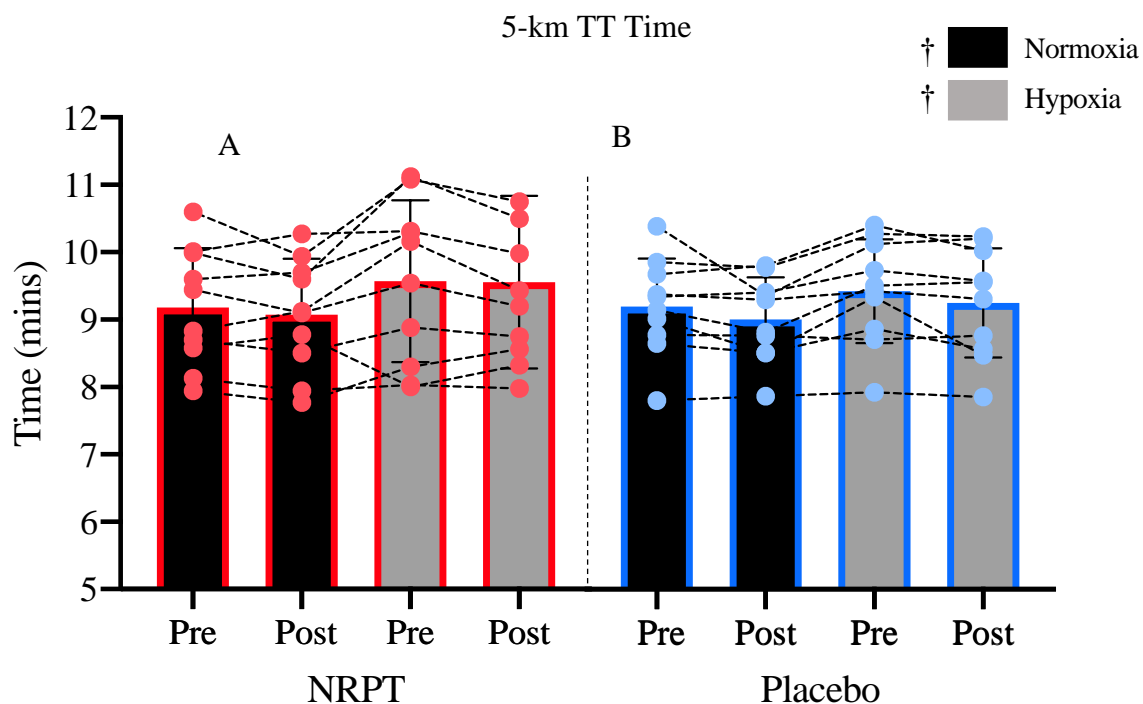 5-km TT Time
† Normoxia
† Hypoxia
A
B
Time (mins)
12
11
10
9
8
7
6
5
Pre Post Pre Post Pre Post Pre Post
NRPT Placebo